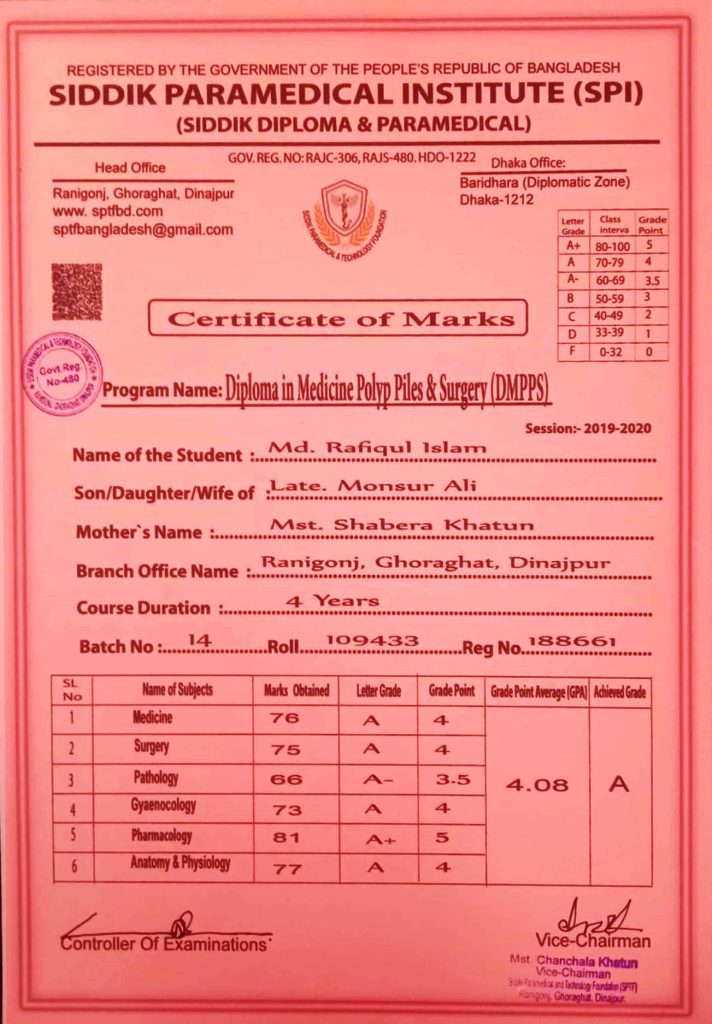 REGISTERED BY THE GOVERNMENT OF THE PEOPLE'S REPUBLIC OF BANGLADESH
SIDDIK PARAMEDICAL INSTITUTE (SPI)
(SIDDIK DIPLOMA & PARAMEDICAL)
GOV. REG. NO: RAJC-306, RAJS-480. HDO-1222
Head Office
Ranigonj, Ghoraghat, Dinajpur
www. sptfbd.com
sptfbangladesh@gmail.com
Dhaka Office:
Baridhara (Diplomatic Zone)
Dhaka-1212
SIDDIK PARAMEDICAL & TECHNOLOGY FOUNDATION
Letter Grade Class interva Grade Point
A+ 80-100 5
A 70-79 4
A- 60-69 3.5
B 50-59 3
C 40-49 2
D 33-39 1
F 0-32 0
Certificate of Marks
Govt Reg.
No-480
Program Name: Diploma in Medicine Polyp Piles & Surgery (DMPPS)
Session:- 2019-2020
Name of the Student :..Md. Rafiqul Islam
Son/Daughter/Wife of :..Late. Monsur Ali
Mother`s Name :..Mst. Shabera Khatun
Branch Office Name :..Ranigonj, Ghoraghat, Dinajpur
Course Duration :..4 Years
Batch No :..14 Roll..109433 Reg No..188661
SL No Name of Subjects Marks Obtained Letter Grade Grade Point Grade Point Average (GPA) Achieved Grade
1 Medicine 76 A 4
2 Surgery 75 A 4
3 Pathology 66 A- 3.5 4.08 A
4 Gyaenocology 73 A 4
5 Pharmacology 81 A+ 5
6 Anatomy & Physiology 77 A 4
Controller Of Examinations
Vice-Chairman
Mst. Chanchala Khatun
Vice-Chairman
Siddik Paramedical and Technology Foundation (SPTF)
Ranigonj, Ghoraghat, Dinajpur.